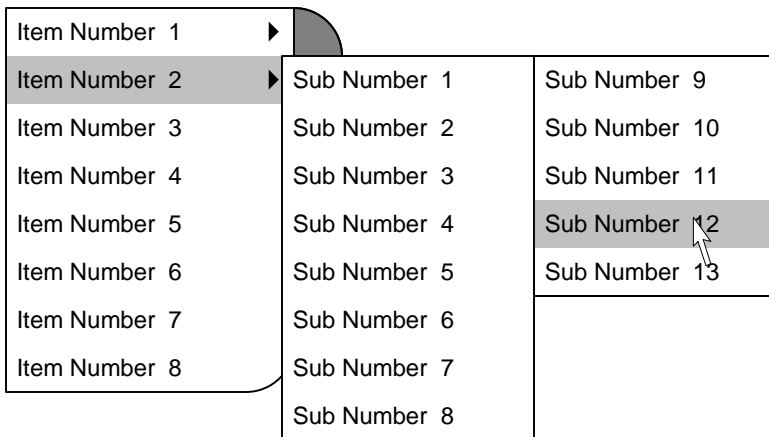 Item Number 1
Item Number 2
Item Number 3
Item Number 4
Item Number 5
Item Number 6
Item Number 7
Item Number 8
Sub Number 1
Sub Number 2
Sub Number 3
Sub Number 4
Sub Number 5
Sub Number 6
Sub Number 7
Sub Number 8
Sub Number 9
Sub Number 10
Sub Number 11
Sub Number 12
Sub Number 13